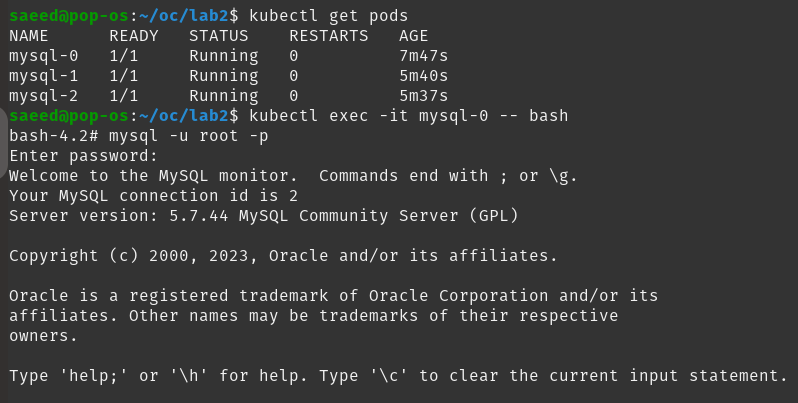 saeed@pop-os:~/oc/lab2$ kubectl get pods
NAME      READY   STATUS    RESTARTS   AGE
mysql-0   1/1     Running   0          7m47s
mysql-1   1/1     Running   0          5m40s
mysql-2   1/1     Running   0          5m37s
saeed@pop-os:~/oc/lab2$ kubectl exec -it mysql-0 -- bash
bash-4.2# mysql -u root -p
Enter password:
Welcome to the MySQL monitor.  Commands end with ; or \g.
Your MySQL connection id is 2
Server version: 5.7.44 MySQL Community Server (GPL)

Copyright (c) 2000, 2023, Oracle and/or its affiliates.

Oracle is a registered trademark of Oracle Corporation and/or its
affiliates. Other names may be trademarks of their respective
owners.

Type 'help;' or '\h' for help. Type '\c' to clear the current input statement.